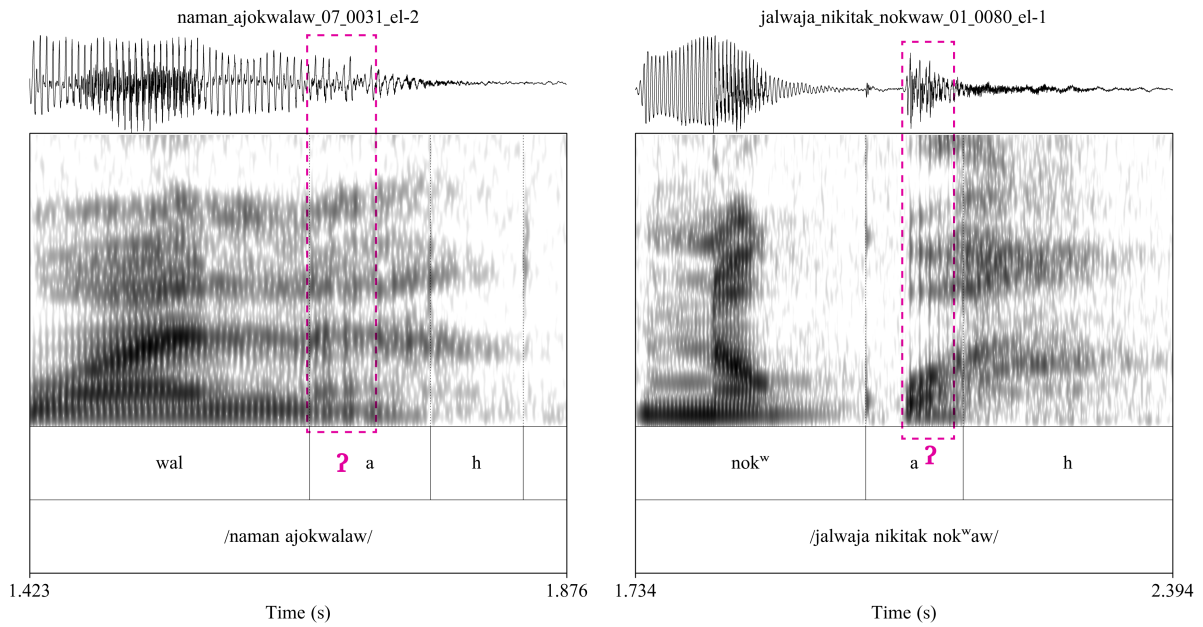 naman_ajokwalaw_07_0031_el-2
wal
ʔ a
h
/naman ajokwalaw/
1.423
1.876
Time (s)
jalwaja_nikitak_nokwaw_01_0080_el-1
nokʷ
a ʔ
h
/jalwaja nikitak nokʷaw/
1.734
2.394
Time (s)